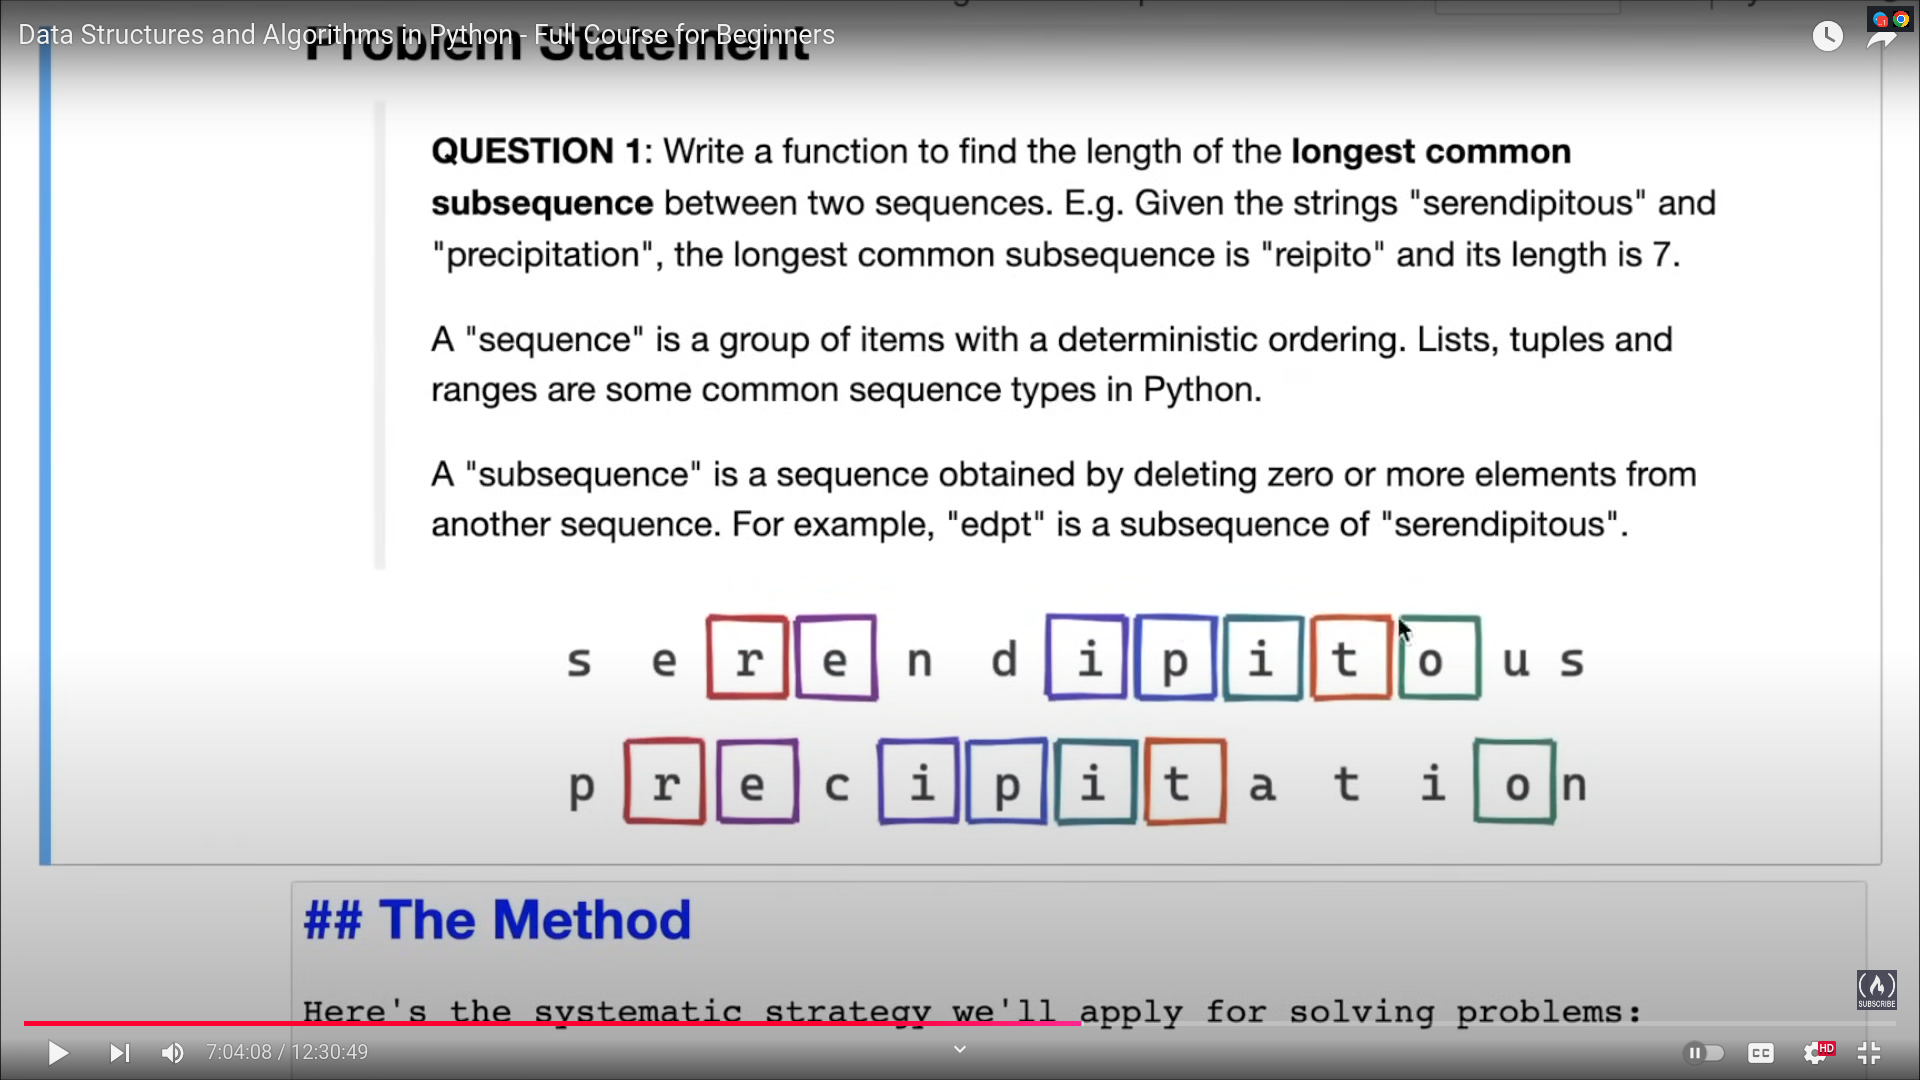 Data Structures and Algorithms in Python - Full Course for Beginners
Problem Statement
QUESTION 1: Write a function to find the length of the longest common
subsequence between two sequences. E.g. Given the strings "serendipitous" and
"precipitation", the longest common subsequence is "reipito" and its length is 7.
A "sequence" is a group of items with a deterministic ordering. Lists, tuples and
ranges are some common sequence types in Python.
A "subsequence" is a sequence obtained by deleting zero or more elements from
another sequence. For example, "edpt" is a subsequence of "serendipitous".
s e r e n d i p i t o u s
p r e c i p i t a t i o n
## The Method
Here's the systematic strategy we'll apply for solving problems:
SUBSCRIBE
7:04:08 / 12:30:49
CC
HD